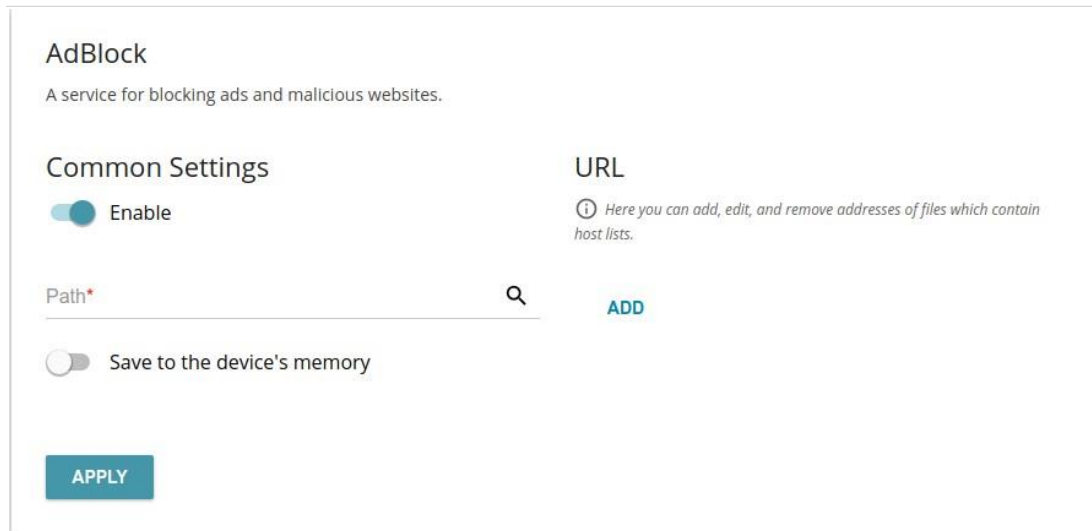 AdBlock
A service for blocking ads and malicious websites.
Common Settings
Enable
Path*
Save to the device's memory
APPLY
URL
Here you can add, edit, and remove addresses of files which contain
host lists.
ADD